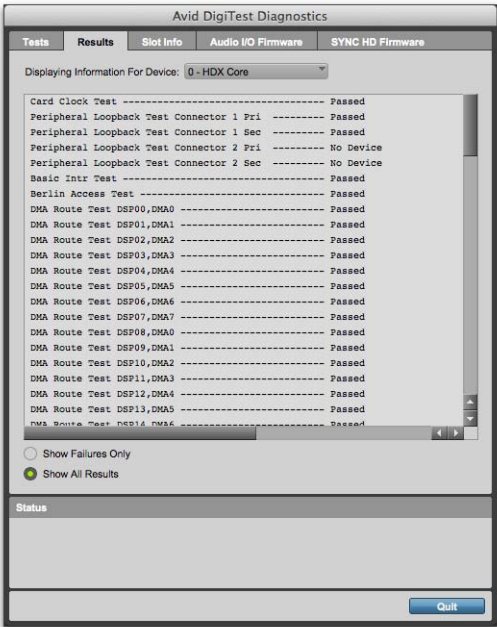 Avid DigiTest Diagnostics
Tests Results Slot Info Audio I/O Firmware SYNC HD Firmware
Displaying Information For Device: 0 - HDX Core
Card Clock Test ----------------------------------- Passed
Peripheral Loopback Test Connector 1 Pri --------- Passed
Peripheral Loopback Test Connector 1 Sec --------- Passed
Peripheral Loopback Test Connector 2 Pri --------- No Device
Peripheral Loopback Test Connector 2 Sec --------- No Device
Basic Intr Test ----------------------------------- Passed
Berlin Access Test -------------------------------- Passed
DMA Route Test DSP00,DMA0 ------------------------- Passed
DMA Route Test DSP01,DMA1 ------------------------- Passed
DMA Route Test DSP02,DMA2 ------------------------- Passed
DMA Route Test DSP03,DMA3 ------------------------- Passed
DMA Route Test DSP04,DMA4 ------------------------- Passed
DMA Route Test DSP05,DMA5 ------------------------- Passed
DMA Route Test DSP06,DMA6 ------------------------- Passed
DMA Route Test DSP07,DMA7 ------------------------- Passed
DMA Route Test DSP08,DMA0 ------------------------- Passed
DMA Route Test DSP09,DMA1 ------------------------- Passed
DMA Route Test DSP10,DMA2 ------------------------- Passed
DMA Route Test DSP11,DMA3 ------------------------- Passed
DMA Route Test DSP12,DMA4 ------------------------- Passed
DMA Route Test DSP13,DMA5 ------------------------- Passed
DMA Route Test DSP14,DMA6 ------------------------- Passed
Show Failures Only
Show All Results
Status
Quit